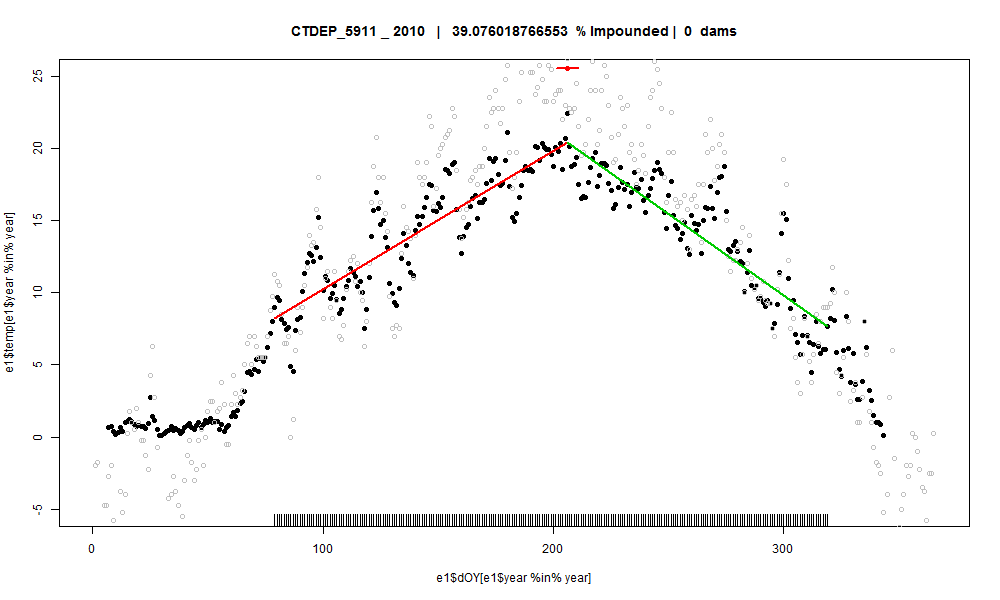 CTDEP_5911 _ 2010 | 39.076018766553 % Impounded | 0 dams
25
20
15
10
5
0
-5
e1$temp[e1$year %in% year]
0 100 200 300
e1$dOY[e1$year %in% year]